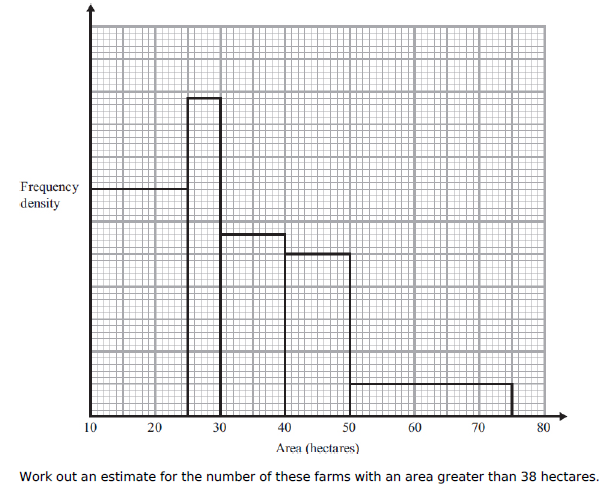 Frequency
density
10 20 30 40 50 60 70 80
Area (hectares)
Work out an estimate for the number of these farms with an area greater than 38 hectares.